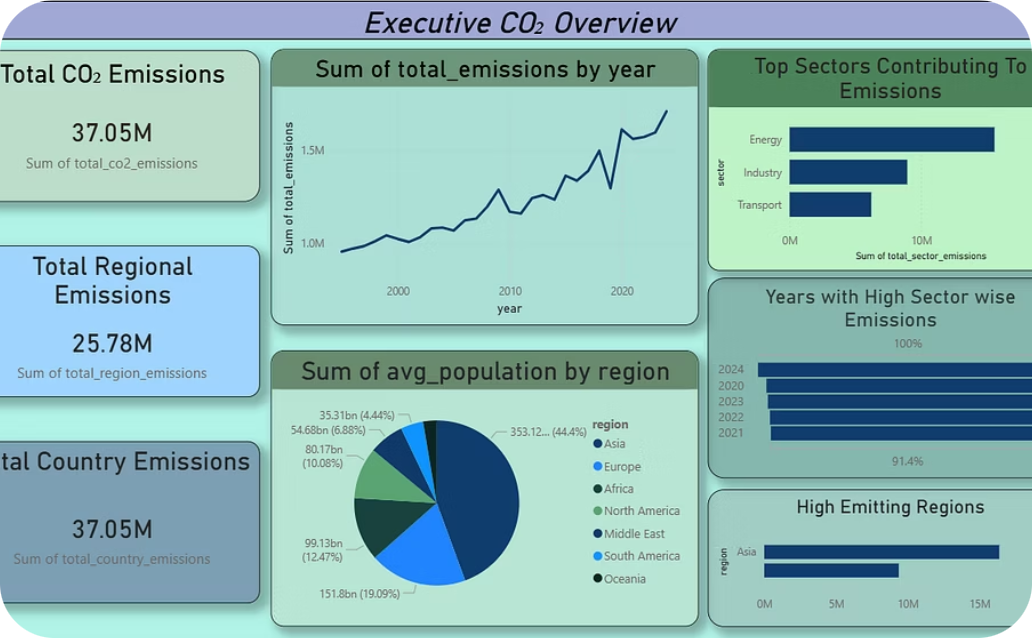 Executive CO₂ Overview
Total CO₂ Emissions
37.05M
Sum of total_co2_emissions
Total Regional
Emissions
25.78M
Sum of total_region_emissions
tal Country Emissions
37.05M
Sum of total_country_emissions
Sum of total_emissions by year
Sum of total_emissions
1.5M
1.0M
2000 2010 2020
year
Sum of avg_population by region
35.31bn (4.44%)
54.68bn (6.88%)
80.17bn
(10.08%)
99.13bn
(12.47%)
151.8bn (19.09%)
353.12... (44.4%)
region
Asia
Europe
Africa
North America
Middle East
South America
Oceania
Top Sectors Contributing To
Emissions
sector
Energy
Industry
Transport
0M 10M
Sum of total_sector_emissions
Years with High Sector wise
Emissions
100%
2024
2020
2023
2022
2021
91.4%
High Emitting Regions
region
Asia
0M 5M 10M 15M